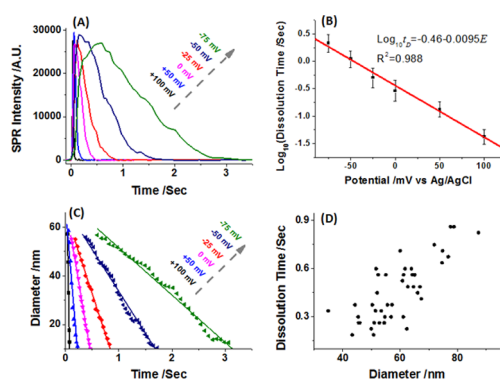 (A)
SPR Intensity /A.U.
30000
20000
10000
0
0
1
2
3
Time /Sec
-75 mV
-50 mV
-25 mV
0 mV
+50 mV
+100 mV
(B)
Log₁₀(Dissolution Time /Sec)
0.5
0.0
-0.5
-1.0
-1.5
-50
0
50
100
Potential /mV vs Ag/AgCl
Log₁₀t_D=-0.46-0.0095E
R²=0.988
(C)
Diameter /nm
60
40
20
0
1
2
3
Time /Sec
-75 mV
-50 mV
-25 mV
0 mV
+50 mV
+100 mV
(D)
Dissolution Time /Sec
0.9
0.6
0.3
40
60
80
100
Diameter /nm